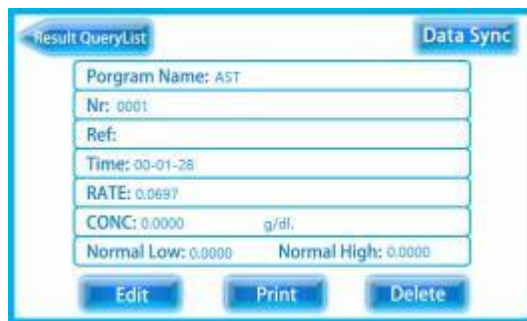 Result QueryList
Data Sync
Porgram Name: AST
Nr: 0001
Ref:
Time: 00-01-28
RATE: 0.0697
CONC: 0.0000 g/dl.
Normal Low: 0.0000 Normal High: 0.0000
Edit Print Delete